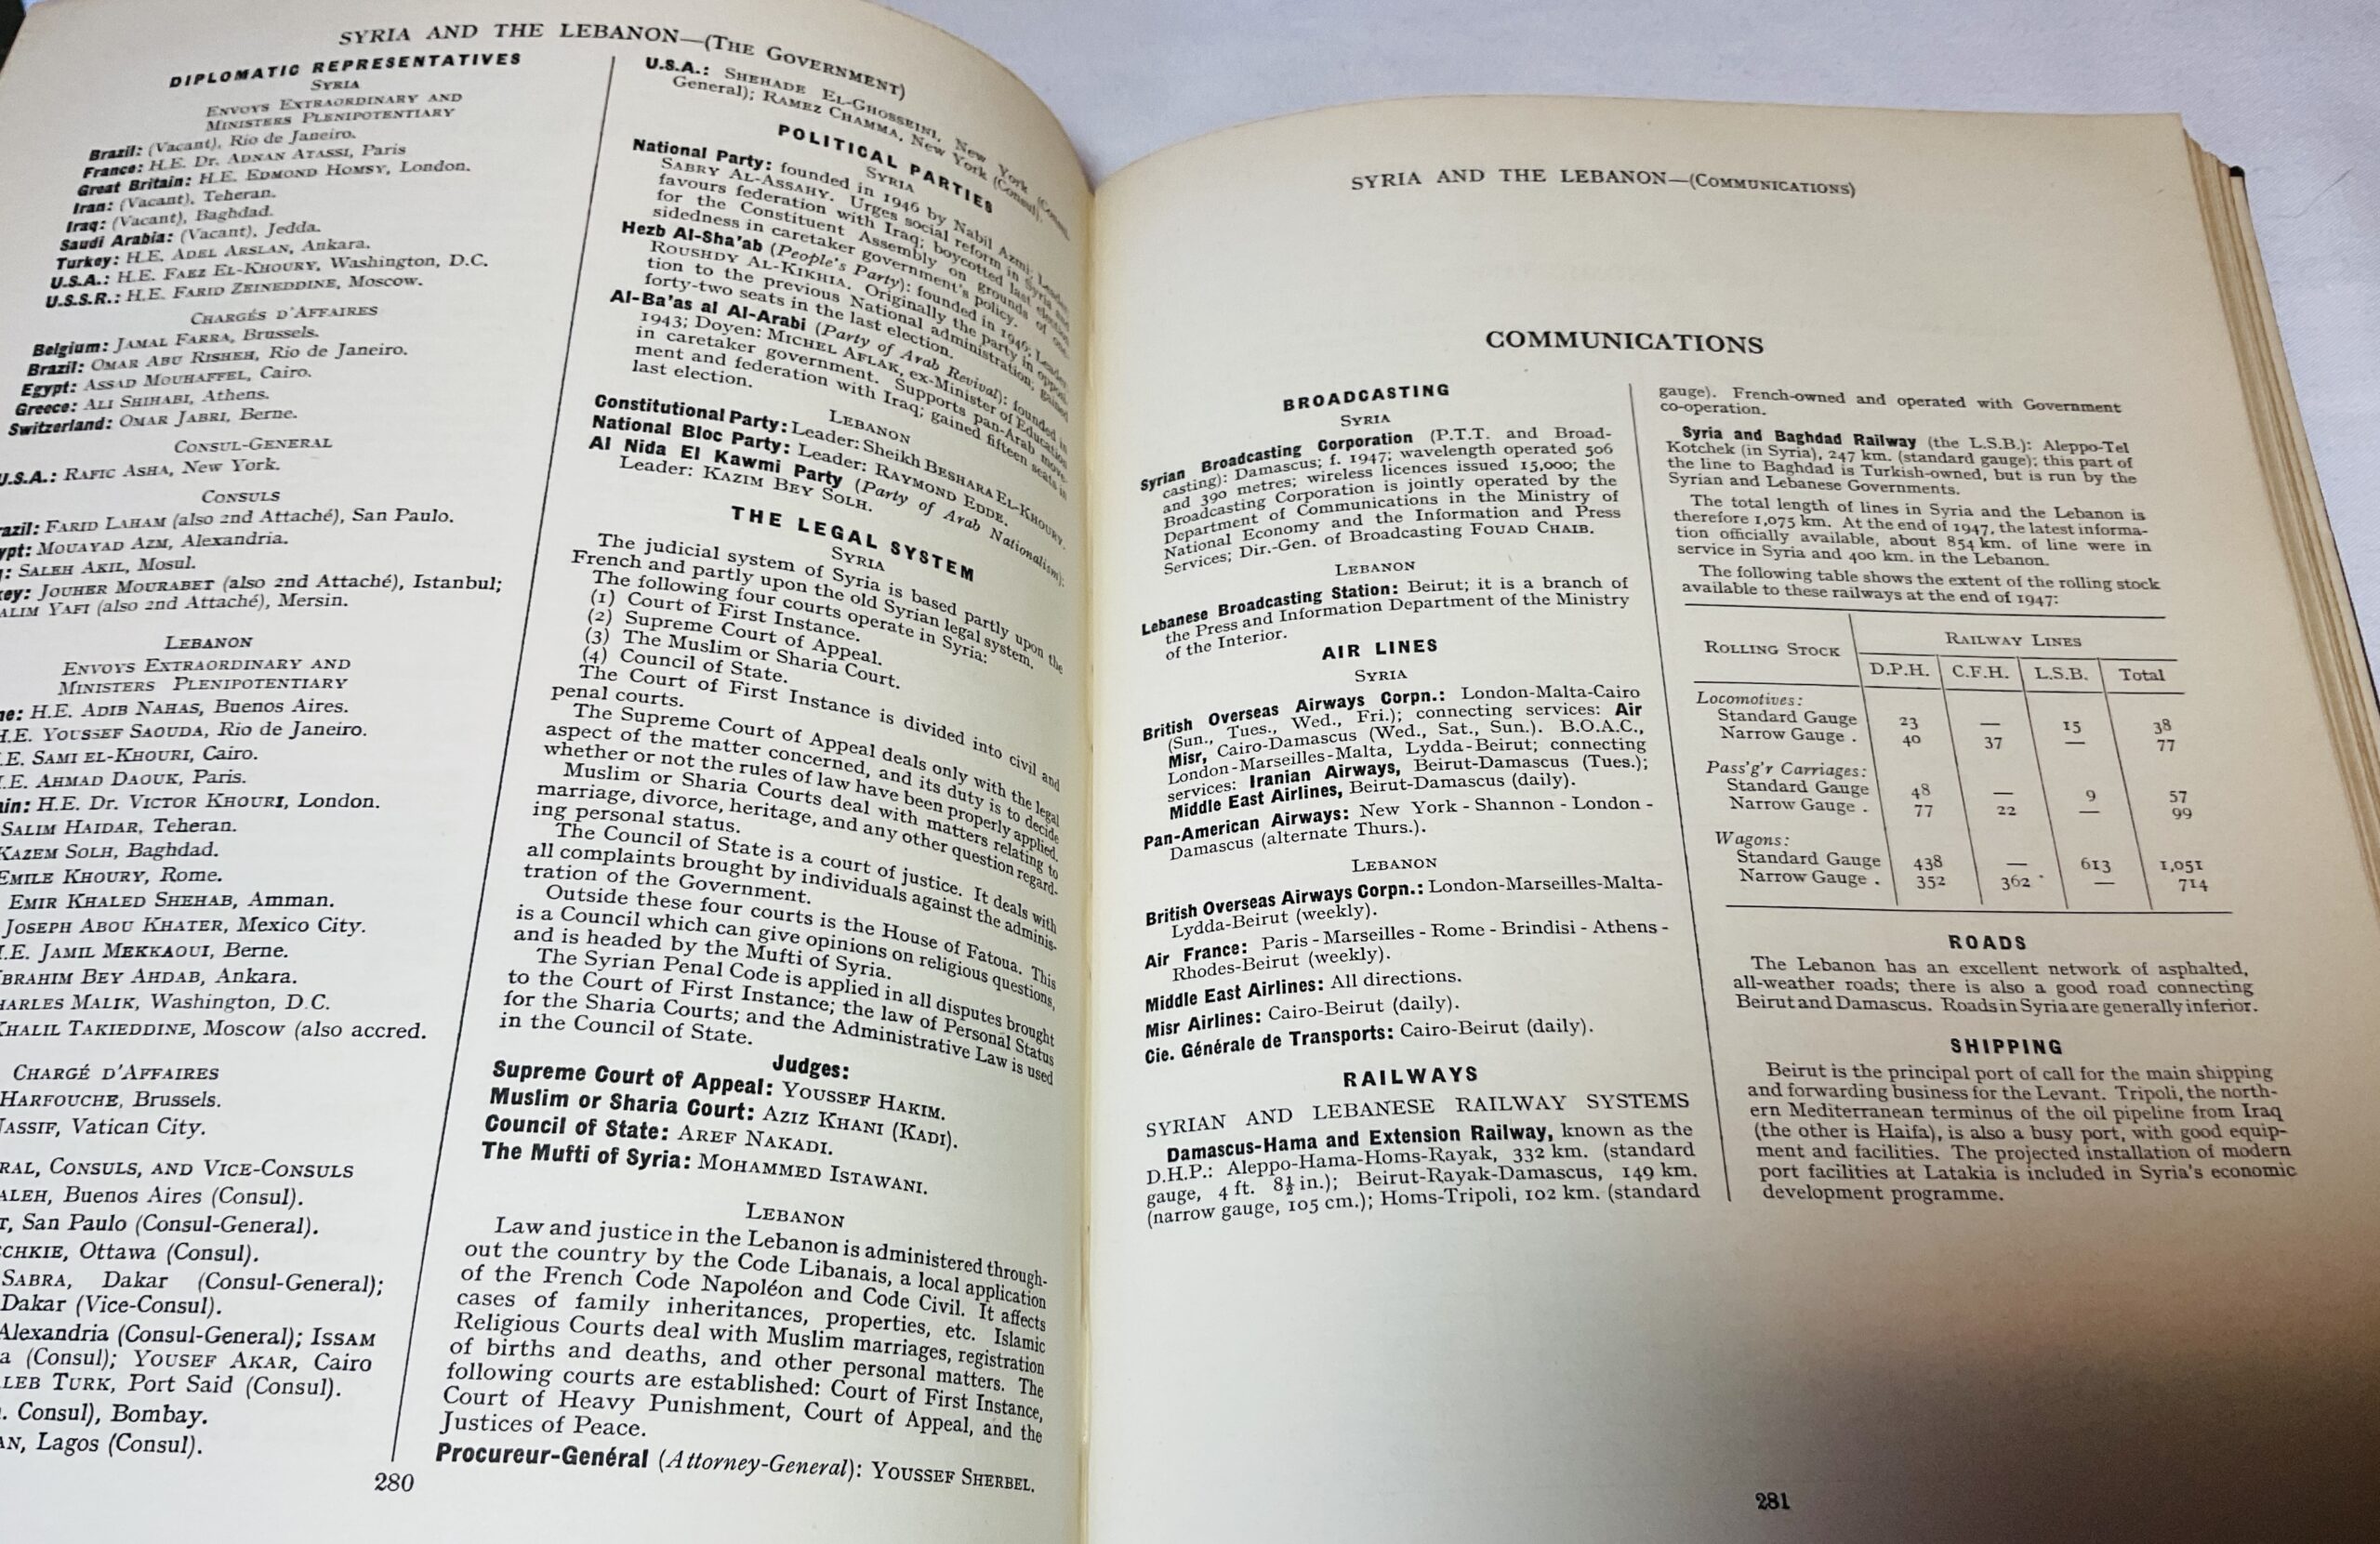 SYRIA AND THE LEBANON—(THE GOVERNMENT)
DIPLOMATIC REPRESENTATIVES
SYRIA
ENVOYS EXTRAORDINARY AND
MINISTERS PLENIPOTENTIARY
Brazil: (Vacant), Rio de Janeiro.
France: H.E. Dr. ADNAN ATASSI, Paris
Great Britain: H.E. EDMOND HOMSY, London.
Iran: (Vacant), Teheran.
Iraq: (Vacant), Baghdad.
Saudi Arabia: (Vacant), Jedda.
Turkey: H.E. ADEL ARSLAN, Ankara.
U.S.A.: H.E. FAEZ EL-KHOURY, Washington, D.C.
U.S.S.R.: H.E. FARID ZEINEDDINE, Moscow.
CHARGÉS D'AFFAIRES
Belgium: JAMAL FARRA, Brussels.
Brazil: OMAR ABU RISHEH, Rio de Janeiro.
Egypt: ASSAD MOUHAFFEL, Cairo.
Greece: ALI SHIHABI, Athens.
Switzerland: OMAR JABRI, Berne.
CONSUL-GENERAL
U.S.A.: RAFIC ASHA, New York.
CONSULS
razil: FARID LAHAM (also 2nd Attaché), San Paulo.
ypt: MOUAYAD AZM, Alexandria.
: SALEH AKIL, Mosul.
ey: JOUHER MOURABET (also 2nd Attaché), Istanbul;
ALIM YAFI (also 2nd Attaché), Mersin.
LEBANON
ENVOYS EXTRAORDINARY AND
MINISTERS PLENIPOTENTIARY
ne: H.E. ADIB NAHAS, Buenos Aires.
H.E. YOUSSEF SAOUDA, Rio de Janeiro.
.E. SAMI EL-KHOURI, Cairo.
.E. AHMAD DAOUK, Paris.
ain: H.E. Dr. VICTOR KHOURI, London.
SALIM HAIDAR, Teheran.
KAZEM SOLH, Baghdad.
EMILE KHOURY, Rome.
EMIR KHALED SHEHAB, Amman.
JOSEPH ABOU KHATER, Mexico City.
.E. JAMIL MEKKAOUI, Berne.
BRAHIM BEY AHDAB, Ankara.
HARLES MALIK, Washington, D.C.
KHALIL TAKIEDDINE, Moscow (also accred.
CHARGÉ D'AFFAIRES
HARFOUCHE, Brussels.
NASSIF, Vatican City.
RAL, CONSULS, AND VICE-CONSULS
ALEH, Buenos Aires (Consul).
T, San Paulo (Consul-General).
CHKIE, Ottawa (Consul).
SABRA, Dakar (Consul-General);
Dakar (Vice-Consul).
Alexandria (Consul-General); ISSAM
a (Consul); YOUSEF AKAR, Cairo
LEB TURK, Port Said (Consul).
. Consul), Bombay.
AN, Lagos (Consul).
280
U.S.A.: SHEHADE EL-GHOSSEINI, New York (Consul-
General); RAMEZ CHAMMA, New York (Consul).
POLITICAL PARTIES
SYRIA
National Party: founded in 1946 by Nabil Azmi; Leader:
SABRY AL-ASSAHY. Urges social reform in Syria and
favours federation with Iraq; boycotted last election
for the Constituent Assembly on grounds of one-
sidedness in caretaker government's policy.
Hezb Al-Sha'ab (People's Party): founded in 1946; Leader:
ROUSHDY AL-KIKHIA. Originally the party in opposi-
tion to the previous National administration; gained
forty-two seats in the last election.
Al-Ba'as al Al-Arabi (Party of Arab Revival): founded in
1943; Doyen: MICHEL AFLAK, ex-Minister of Education
in caretaker government. Supports pan-Arab move-
ment and federation with Iraq; gained fifteen seats in
last election.
LEBANON
Constitutional Party: Leader: Sheikh BESHARA EL-KHOURY.
National Bloc Party: Leader: RAYMOND EDDE.
Al Nida El Kawmi Party (Party of Arab Nationalism):
Leader: KAZIM BEY SOLH.
THE LEGAL SYSTEM
SYRIA
The judicial system of Syria is based partly upon the
French and partly upon the old Syrian legal system.
The following four courts operate in Syria:
(1) Court of First Instance.
(2) Supreme Court of Appeal.
(3) The Muslim or Sharia Court.
(4) Council of State.
The Court of First Instance is divided into civil and
penal courts.
The Supreme Court of Appeal deals only with the legal
aspect of the matter concerned, and its duty is to decide
whether or not the rules of law have been properly applied.
Muslim or Sharia Courts deal with matters relating to
marriage, divorce, heritage, and any other question regard-
ing personal status.
The Council of State is a court of justice. It deals with
all complaints brought by individuals against the adminis-
tration of the Government.
Outside these four courts is the House of Fatoua. This
is a Council which can give opinions on religious questions,
and is headed by the Mufti of Syria.
The Syrian Penal Code is applied in all disputes brought
to the Court of First Instance; the law of Personal Status
for the Sharia Courts; and the Administrative Law is used
in the Council of State.
Judges:
Supreme Court of Appeal: YOUSSEF HAKIM.
Muslim or Sharia Court: AZIZ KHANI (KADI).
Council of State: AREF NAKADI.
The Mufti of Syria: MOHAMMED ISTAWANI.
LEBANON
Law and justice in the Lebanon is administered through-
out the country by the Code Libanais, a local application
of the French Code Napoléon and Code Civil. It affects
cases of family inheritances, properties, etc. Islamic
Religious Courts deal with Muslim marriages, registration
of births and deaths, and other personal matters. The
following courts are established: Court of First Instance,
Court of Heavy Punishment, Court of Appeal, and the
Justices of Peace.
Procureur-Genéral (Attorney-General): YOUSSEF SHERBEL.
SYRIA AND THE LEBANON—(COMMUNICATIONS)
COMMUNICATIONS
BROADCASTING
SYRIA
Syrian Broadcasting Corporation (P.T.T. and Broad-
casting): Damascus; f. 1947; wavelength operated 506
and 390 metres; wireless licences issued 15,000; the
Broadcasting Corporation is jointly operated by the
Department of Communications in the Ministry of
National Economy and the Information and Press
Services; Dir.-Gen. of Broadcasting FOUAD CHAIB.
LEBANON
Lebanese Broadcasting Station: Beirut; it is a branch of
the Press and Information Department of the Ministry
of the Interior.
AIR LINES
SYRIA
British Overseas Airways Corpn.: London-Malta-Cairo
(Sun., Tues., Wed., Fri.); connecting services: Air
Misr, Cairo-Damascus (Wed., Sat., Sun.). B.O.A.C.,
London-Marseilles-Malta, Lydda-Beirut; connecting
services: Iranian Airways, Beirut-Damascus (Tues.);
Middle East Airlines, Beirut-Damascus (daily).
Pan-American Airways: New York - Shannon - London -
Damascus (alternate Thurs.).
LEBANON
British Overseas Airways Corpn.: London-Marseilles-Malta-
Lydda-Beirut (weekly).
Air France: Paris - Marseilles - Rome - Brindisi - Athens -
Rhodes-Beirut (weekly).
Middle East Airlines: All directions.
Misr Airlines: Cairo-Beirut (daily).
Cie. Générale de Transports: Cairo-Beirut (daily).
RAILWAYS
SYRIAN AND LEBANESE RAILWAY SYSTEMS
Damascus-Hama and Extension Railway, known as the
D.H.P.: Aleppo-Hama-Homs-Rayak, 332 km. (standard
gauge, 4 ft. 8½ in.); Beirut-Rayak-Damascus, 149 km.
(narrow gauge, 105 cm.); Homs-Tripoli, 102 km. (standard
gauge). French-owned and operated with Government
co-operation.
Syria and Baghdad Railway (the L.S.B.): Aleppo-Tel
Kotchek (in Syria), 247 km. (standard gauge); this part of
the line to Baghdad is Turkish-owned, but is run by the
Syrian and Lebanese Governments.
The total length of lines in Syria and the Lebanon is
therefore 1,075 km. At the end of 1947, the latest informa-
tion officially available, about 854 km. of line were in
service in Syria and 400 km. in the Lebanon.
The following table shows the extent of the rolling stock
available to these railways at the end of 1947:
ROLLING STOCK RAILWAY LINES
D.P.H. C.F.H. L.S.B. Total
Locomotives:
Standard Gauge 23 — 15 38
Narrow Gauge . 40 37 — 77
Pass'g'r Carriages:
Standard Gauge 48 — 9 57
Narrow Gauge . 77 22 — 99
Wagons:
Standard Gauge 438 — 613 1,051
Narrow Gauge . 352 362 — 714
ROADS
The Lebanon has an excellent network of asphalted,
all-weather roads; there is also a good road connecting
Beirut and Damascus. Roads in Syria are generally inferior.
SHIPPING
Beirut is the principal port of call for the main shipping
and forwarding business for the Levant. Tripoli, the north-
ern Mediterranean terminus of the oil pipeline from Iraq
(the other is Haifa), is also a busy port, with good equip-
ment and facilities. The projected installation of modern
port facilities at Latakia is included in Syria's economic
development programme.
281